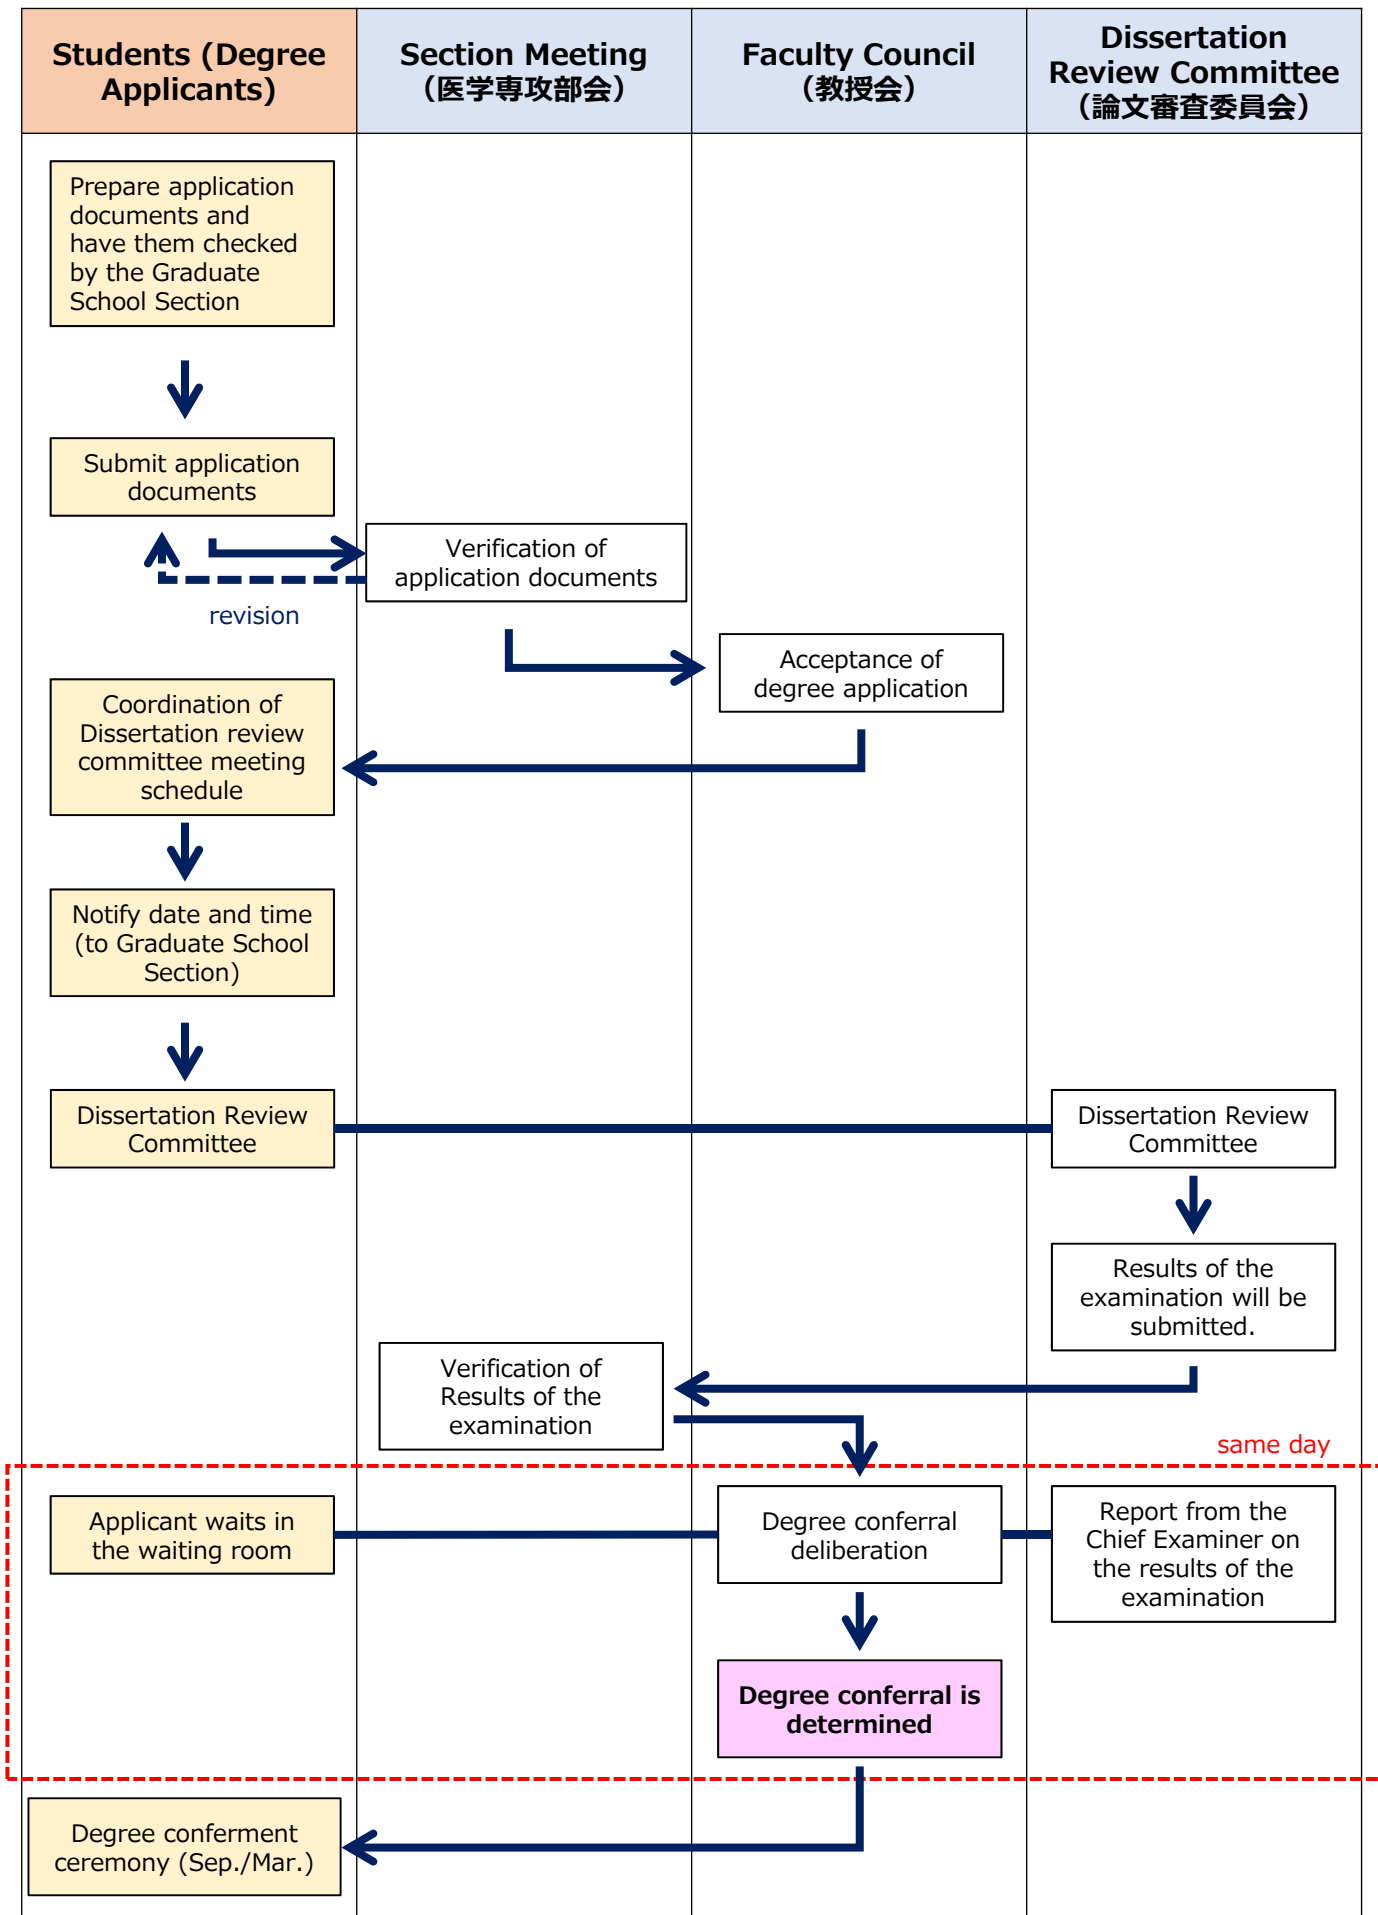 Students (Degree
Applicants)
Section Meeting
（医学専攻部会）
Faculty Council
（教授会）
Dissertation
Review Committee
（論文審査委員会）
Prepare application
documents and
have them checked
by the Graduate
School Section
Submit application
documents
Verification of
application documents
revision
Acceptance of
degree application
Coordination of
Dissertation review
committee meeting
schedule
Notify date and time
(to Graduate School
Section)
Dissertation Review
Committee
Dissertation Review
Committee
Results of the
examination will be
submitted.
Verification of
Results of the
examination
same day
Applicant waits in
the waiting room
Degree conferral
deliberation
Report from the
Chief Examiner on
the results of the
examination
Degree conferral is
determined
Degree conferment
ceremony (Sep./Mar.)